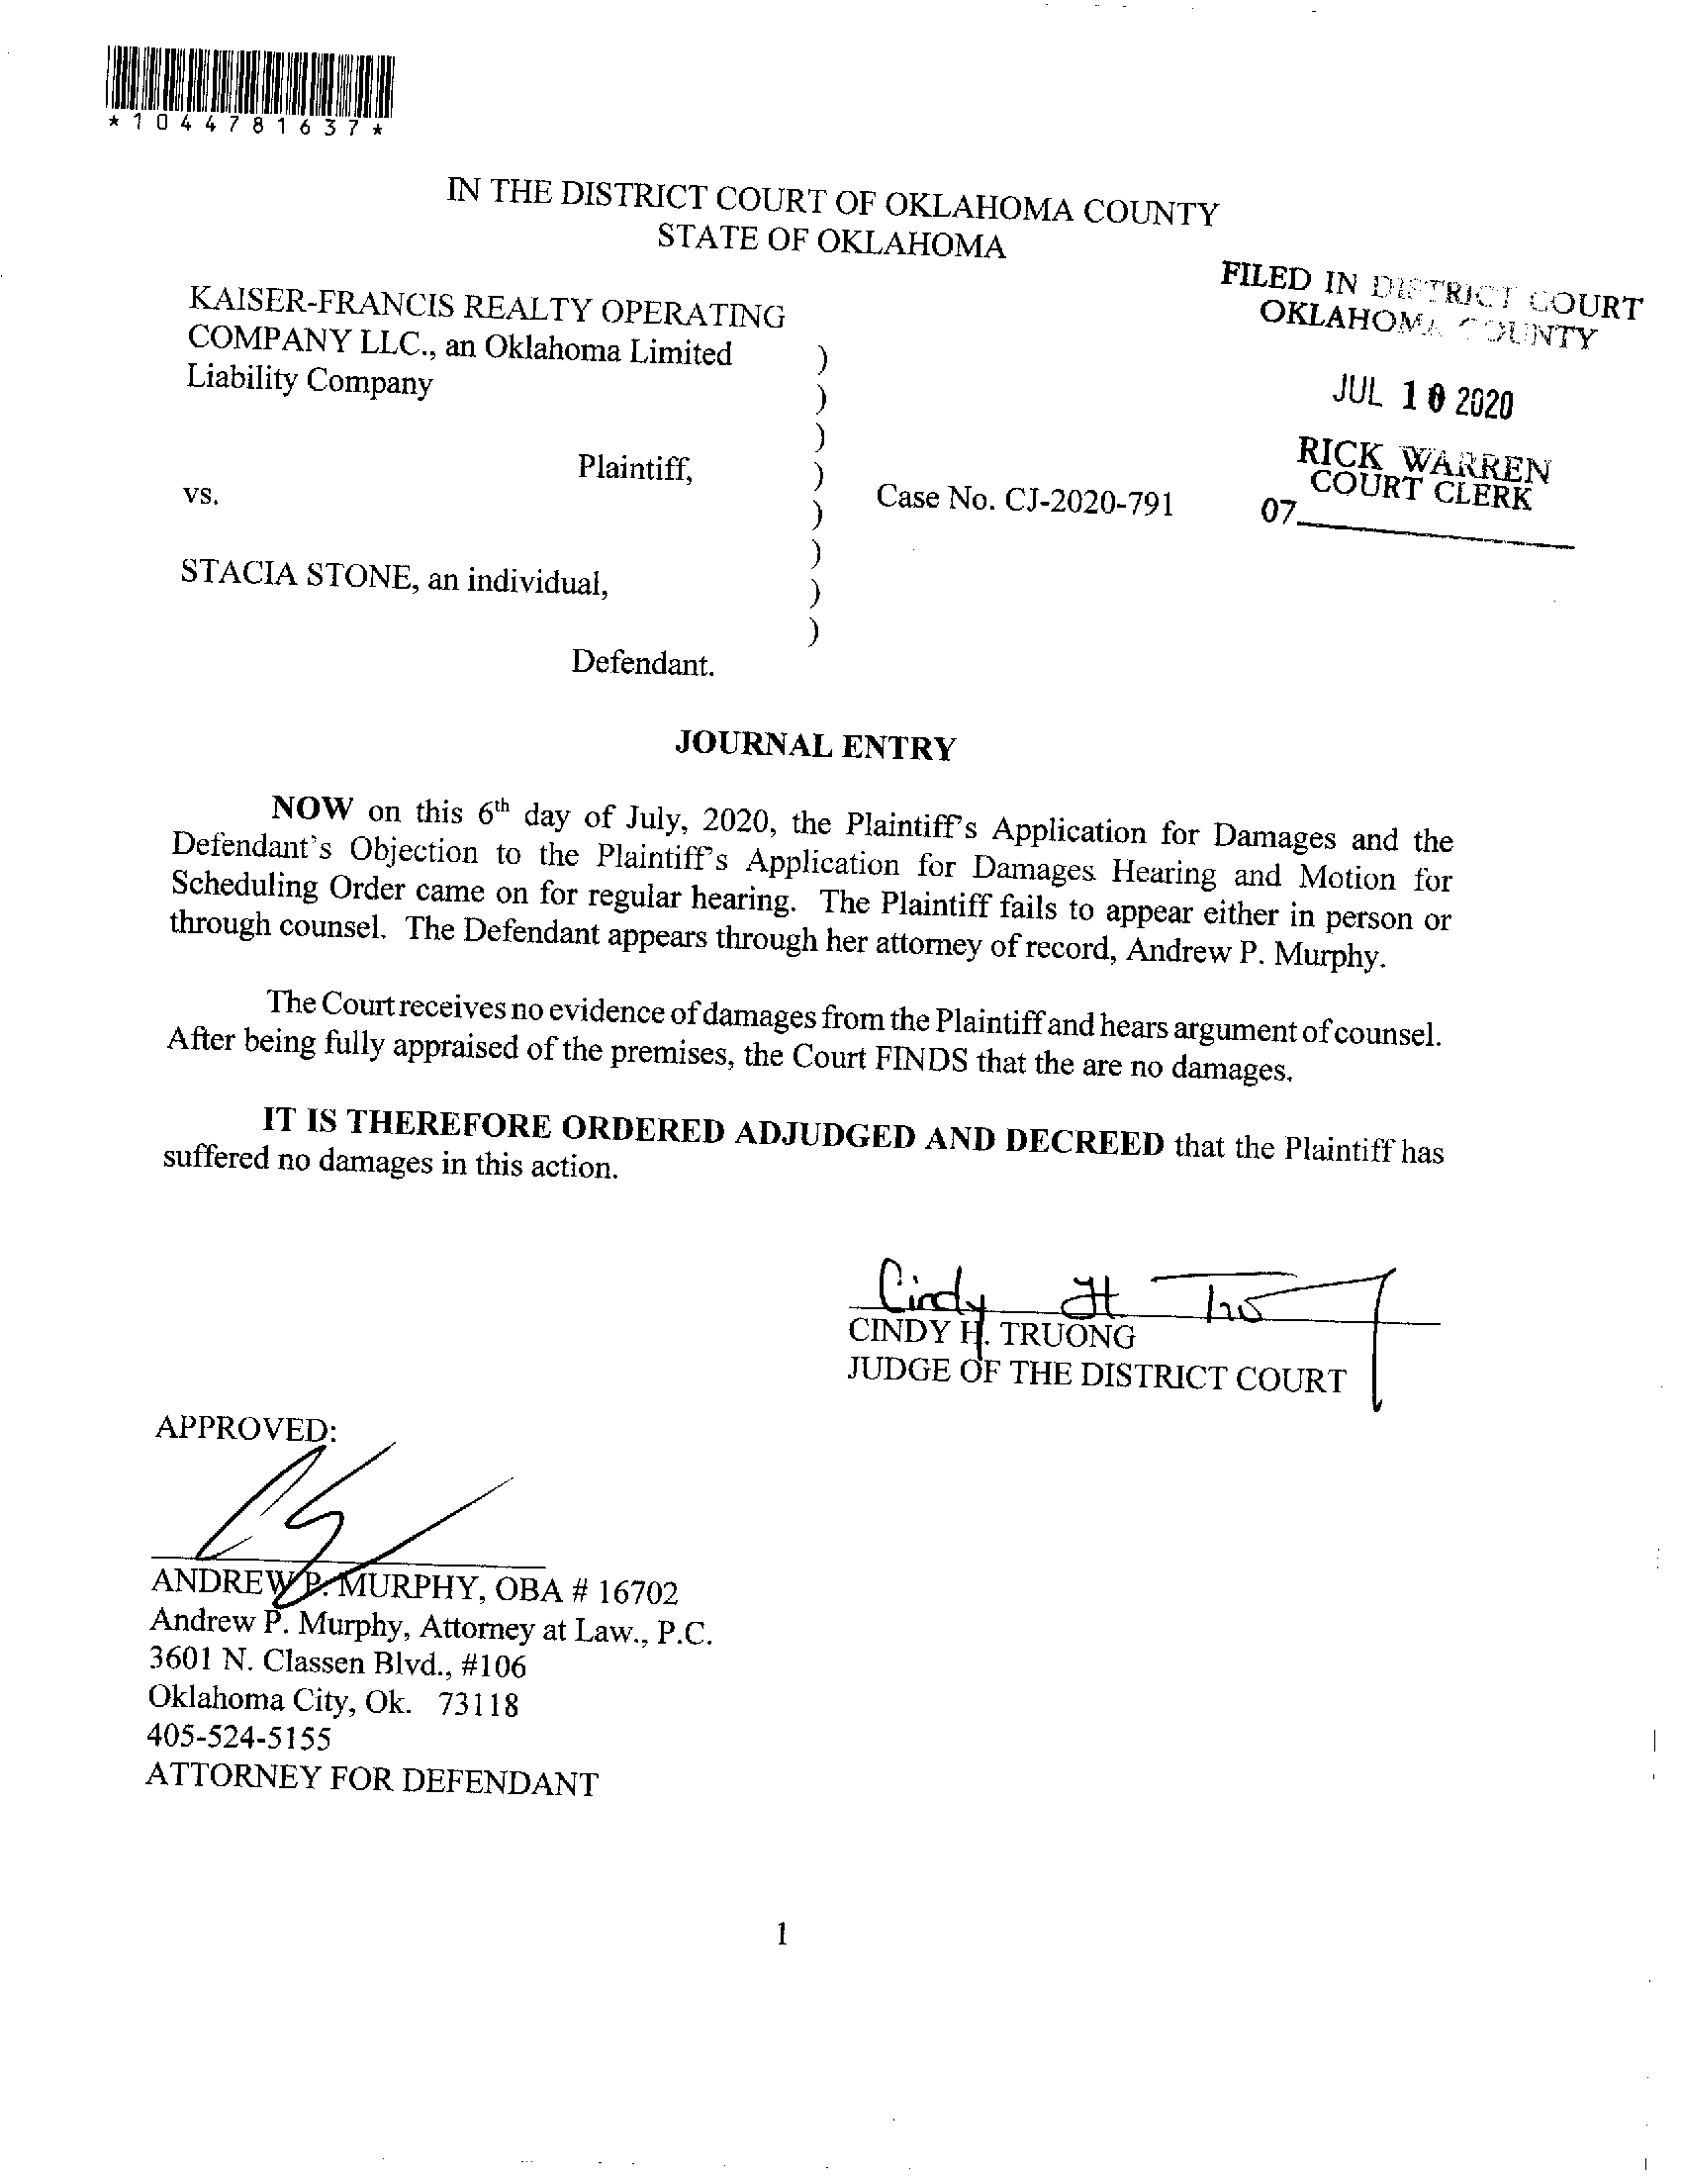 *1044781637*
IN THE DISTRICT COURT OF OKLAHOMA COUNTY
STATE OF OKLAHOMA
FILED IN DISTRICT COURT
OKLAHOMA COUNTY
JUL 10 2020
RICK WARREN
COURT CLERK
07
KAISER-FRANCIS REALTY OPERATING
COMPANY LLC., an Oklahoma Limited )
Liability Company )
)
Plaintiff, )
vs. ) Case No. CJ-2020-791
)
STACIA STONE, an individual, )
)
Defendant.
JOURNAL ENTRY
NOW on this 6th day of July, 2020, the Plaintiff's Application for Damages and the
Defendant's Objection to the Plaintiff's Application for Damages Hearing and Motion for
Scheduling Order came on for regular hearing. The Plaintiff fails to appear either in person or
through counsel. The Defendant appears through her attorney of record, Andrew P. Murphy.
The Court receives no evidence of damages from the Plaintiff and hears argument of counsel.
After being fully appraised of the premises, the Court FINDS that the are no damages.
IT IS THEREFORE ORDERED ADJUDGED AND DECREED that the Plaintiff has
suffered no damages in this action.
Cindy H
CINDY H. TRUONG
JUDGE OF THE DISTRICT COURT
APPROVED:
ANDREW P. MURPHY, OBA # 16702
Andrew P. Murphy, Attorney at Law., P.C.
3601 N. Classen Blvd., #106
Oklahoma City, Ok. 73118
405-524-5155
ATTORNEY FOR DEFENDANT
1